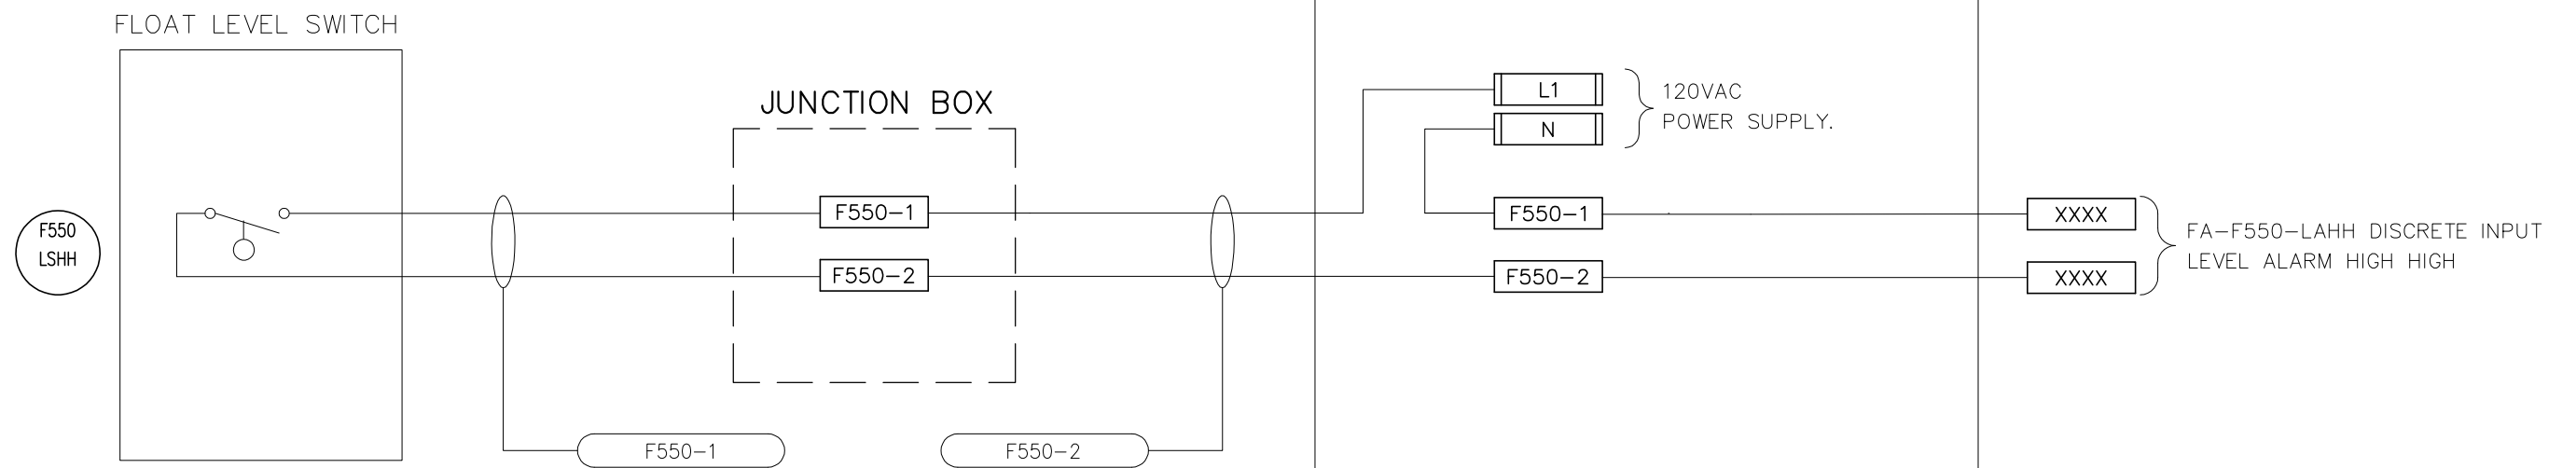 FLOAT LEVEL SWITCH
F550
LSHH
JUNCTION BOX
F550-1
F550-2
F550-1
F550-2
L1
N
120VAC
POWER SUPPLY.
F550-1
F550-2
XXXX
XXXX
FA-F550-LAHH DISCRETE INPUT
LEVEL ALARM HIGH HIGH